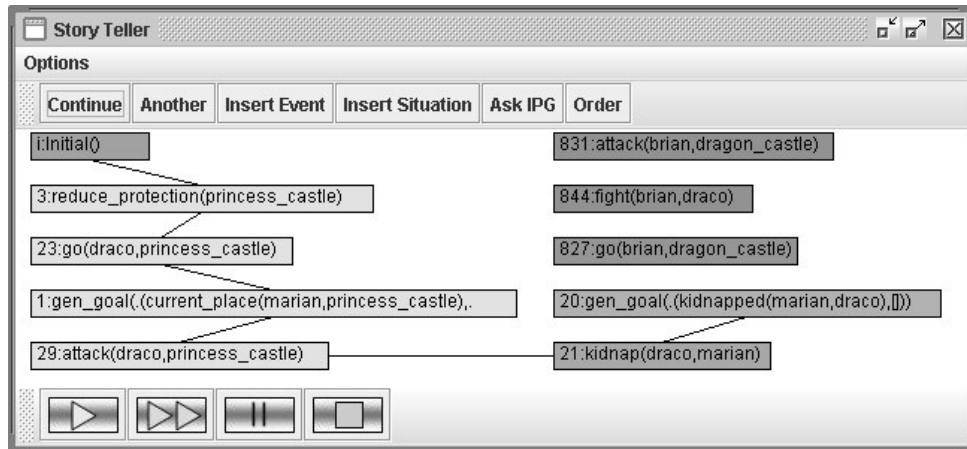 Story Teller
Options
Continue Another Insert Event Insert Situation Ask IPG Order
i:Initial()
3:reduce_protection(princess_castle)
23:go(draco,princess_castle)
1:gen_goal(.(current_place(marian,princess_castle),.
29:attack(draco,princess_castle)
831:attack(brian,dragon_castle)
844:fight(brian,draco)
827:go(brian,dragon_castle)
20:gen_goal(.(kidnapped(marian,draco),[]))
21:kidnap(draco,marian)